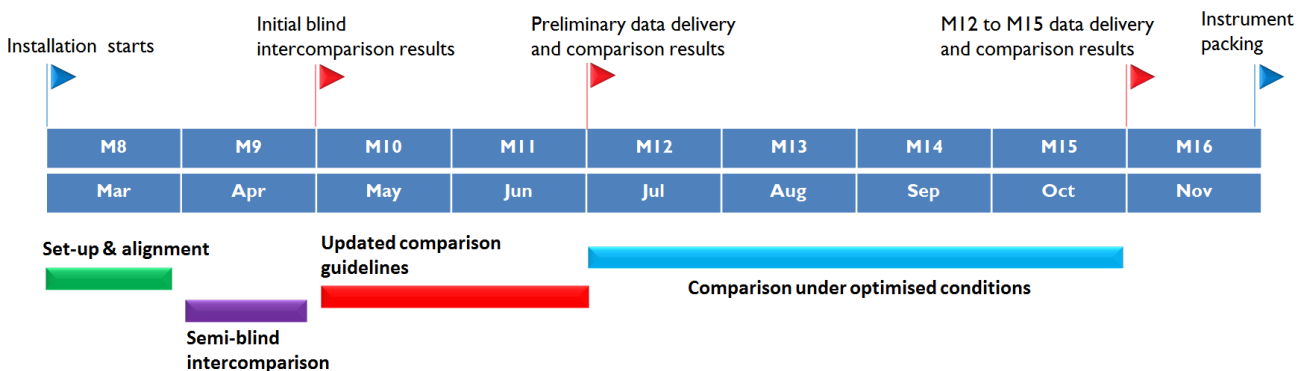 Installation starts
Initial blind
intercomparison results
Preliminary data delivery
and comparison results
M12 to M15 data delivery
and comparison results
Instrument
packing
M8 M9 M10 M11 M12 M13 M14 M15 M16
Mar Apr May Jun Jul Aug Sep Oct Nov
Set-up & alignment
Semi-blind
intercomparison
Updated comparison
guidelines
Comparison under optimised conditions